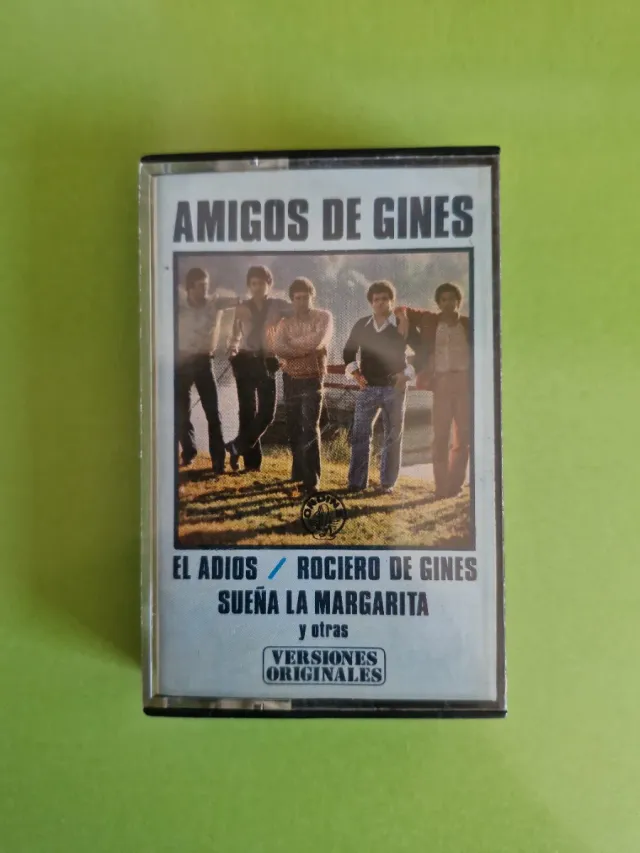 AMIGOS DE GINES
EL ADIOS / ROCIERO DE GINES
SUEÑA LA MARGARITA
y otras
VERSIONES
ORIGINALES